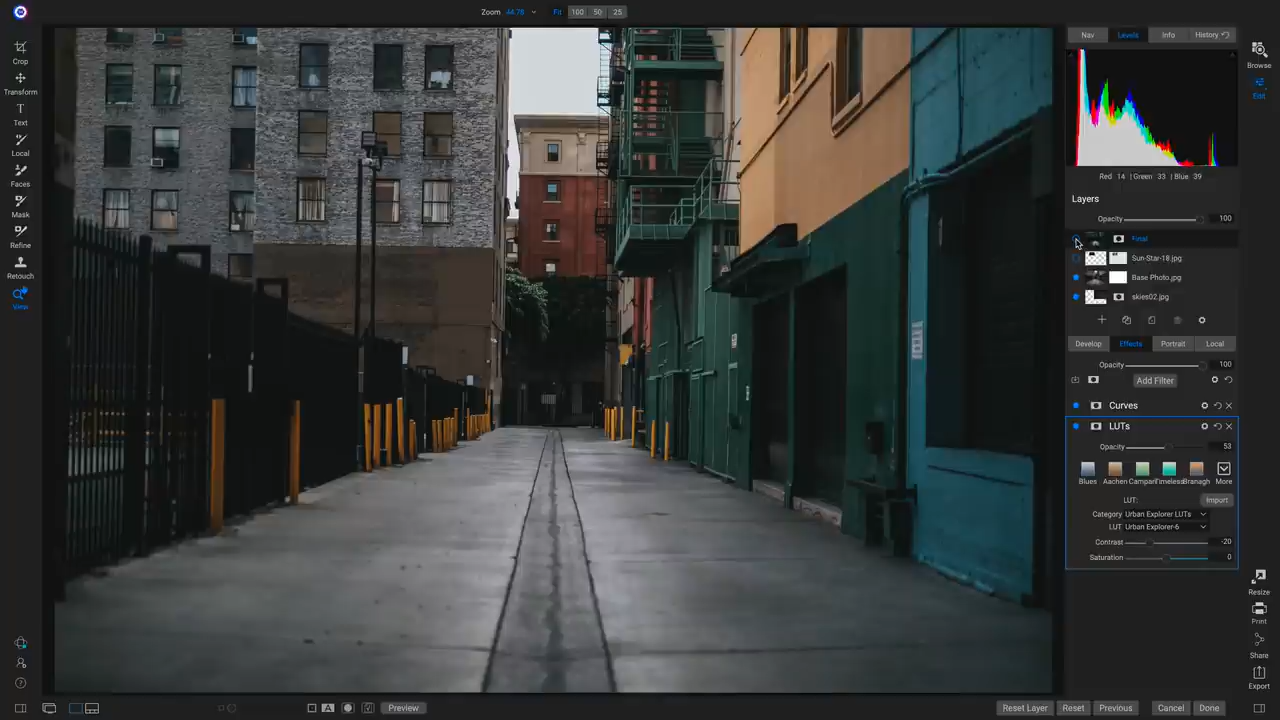 Zoom 44.78 Fit 100 50 25
Crop
Transform
Text
Local
Faces
Mask
Refine
Retouch
View
Nav Levels Info History
Red 14 | Green 33 | Blue 39
Layers
Opacity 100
Final
Sun-Star-18.jpg
Base Photo.jpg
skies02.jpg
Develop Effects Portrait Local
Opacity 100
Add Filter
Curves
LUTs
Opacity 53
Blues Aachen Campari Timeless Branagh More
LUT: Import
Category Urban Explorer LUTs
LUT Urban Explorer-6
Contrast -20
Saturation 0
Browse
Edit
Resize
Print
Share
Export
Preview
Reset Layer Reset Previous Cancel Done